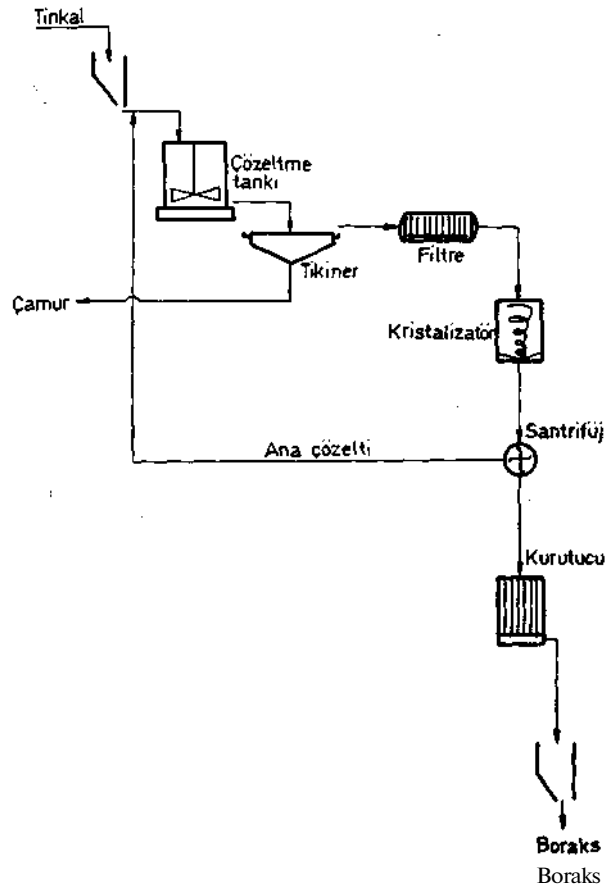 Tinkal
Çözeltme
tankı
Tikiner
Filtre
Çamur
Kristalizatör
Santrifüj
Ana çözelti
Kurutucu
Boraks
Boraks